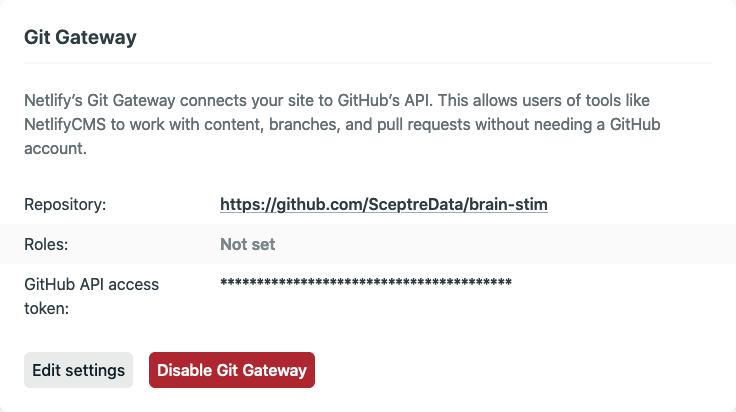 Git Gateway
Netlify’s Git Gateway connects your site to GitHub’s API. This allows users of tools like
NetlifyCMS to work with content, branches, and pull requests without needing a GitHub
account.
Repository: https://github.com/SceptreData/brain-stim
Roles: Not set
GitHub API access ****************************************
token:
Edit settings Disable Git Gateway